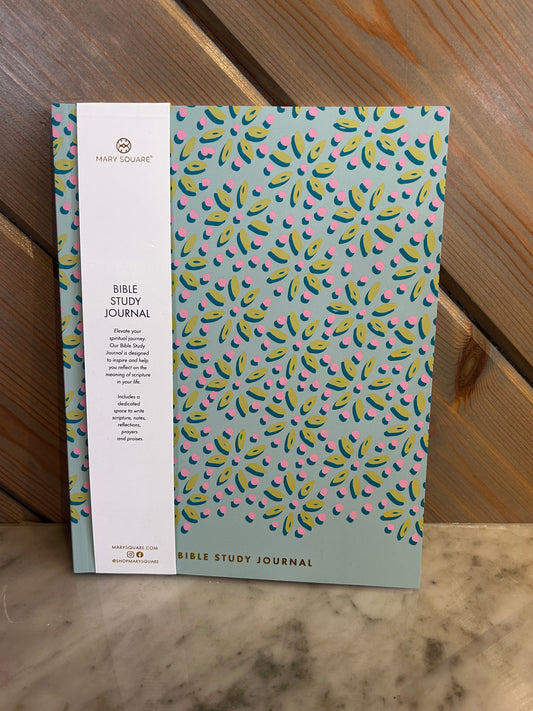 MARY SQUARE®
BIBLE
STUDY
JOURNAL
Elevate your
spiritual journey.
Our Bible Study
Journal is designed
to inspire and help
you reflect on the
meaning of scripture
in your life.
Includes a
dedicated
space to write
scripture, notes,
reflections,
prayers
and praises.
MARYSQUARE.COM
@SHOPMARYSQUARE
BIBLE STUDY JOURNAL